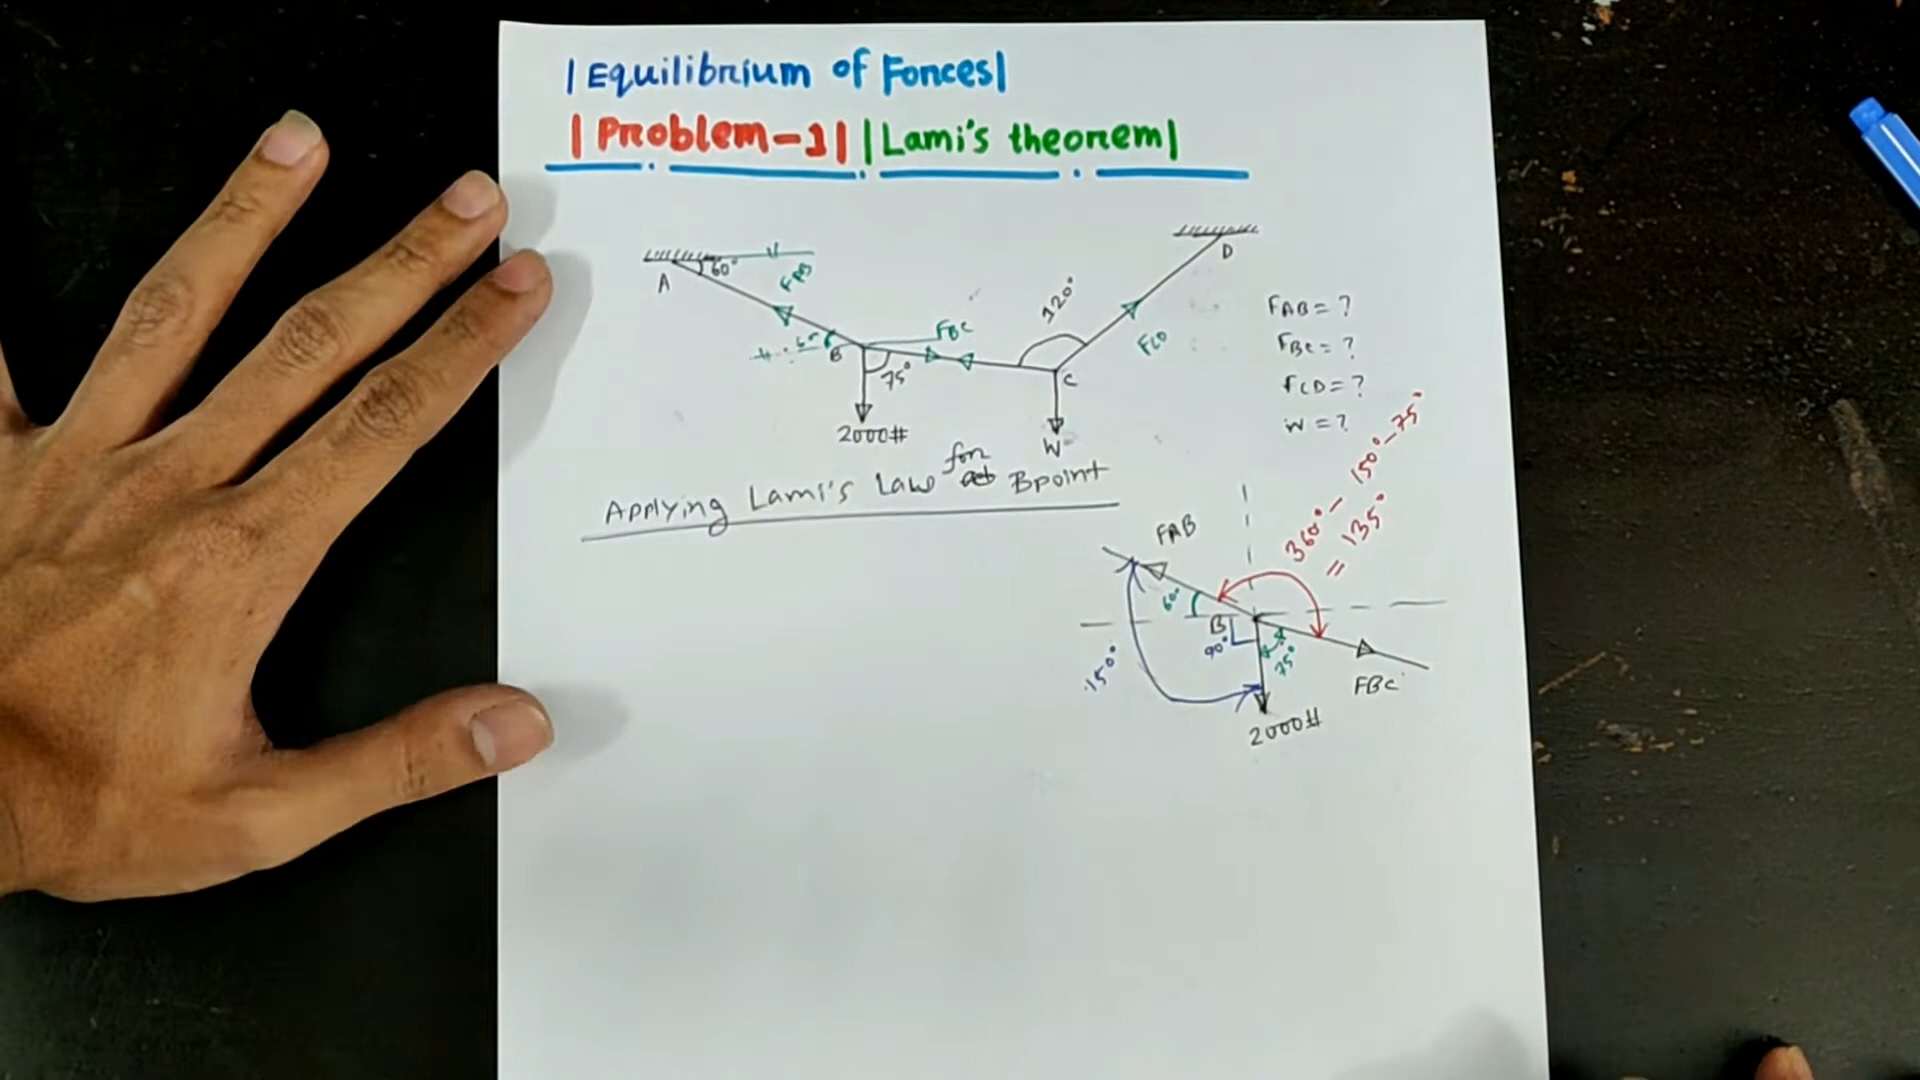 |Equilibrium of Forces|
|Problem-1| |Lami's theorem|
A
60°
FAB
B
60°
FBC
75°
2000#
120°
C
W
FCD
D
FAB = ?
FBC = ?
FCD = ?
W = ?
Applying Lami's Law for Bpoint
360° - 150° - 75°
= 135°
FAB
60°
B
90°
75°
150°
FBC
2000#